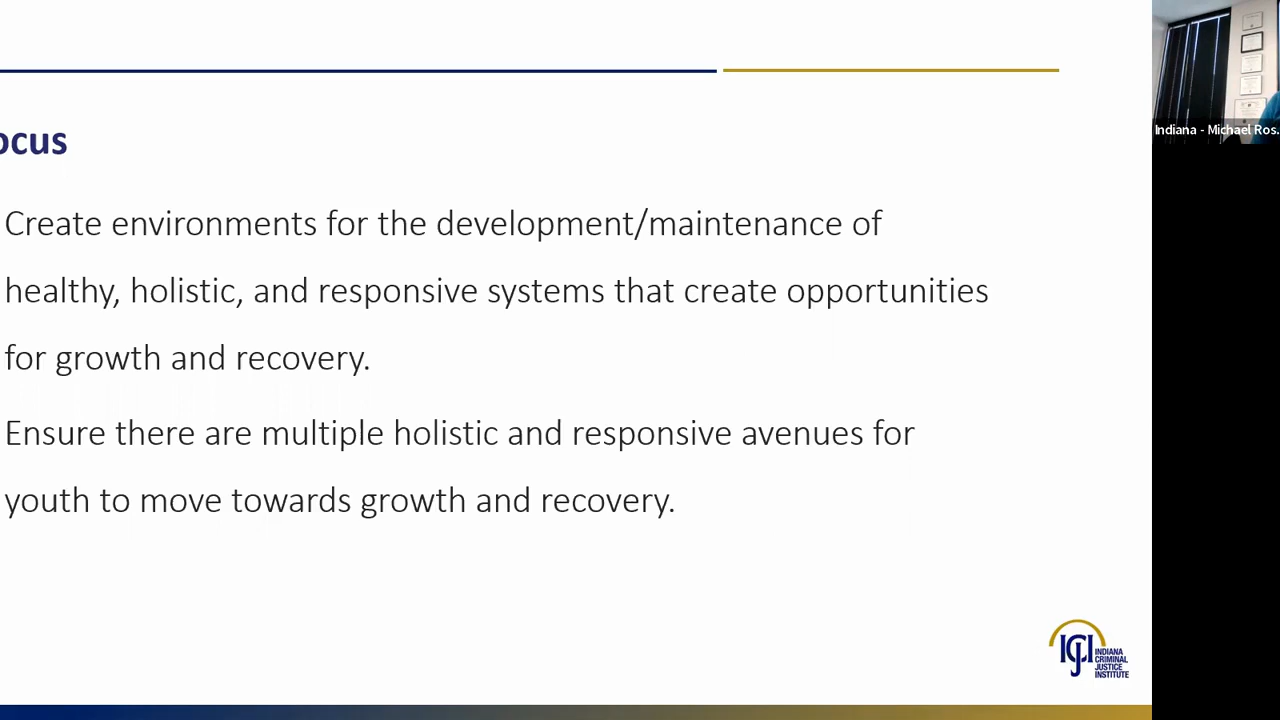 ocus
Create environments for the development/maintenance of
healthy, holistic, and responsive systems that create opportunities
for growth and recovery.
Ensure there are multiple holistic and responsive avenues for
youth to move towards growth and recovery.
ICJI
INDIANA
CRIMINAL
JUSTICE
INSTITUTE
Indiana - Michael Ros.